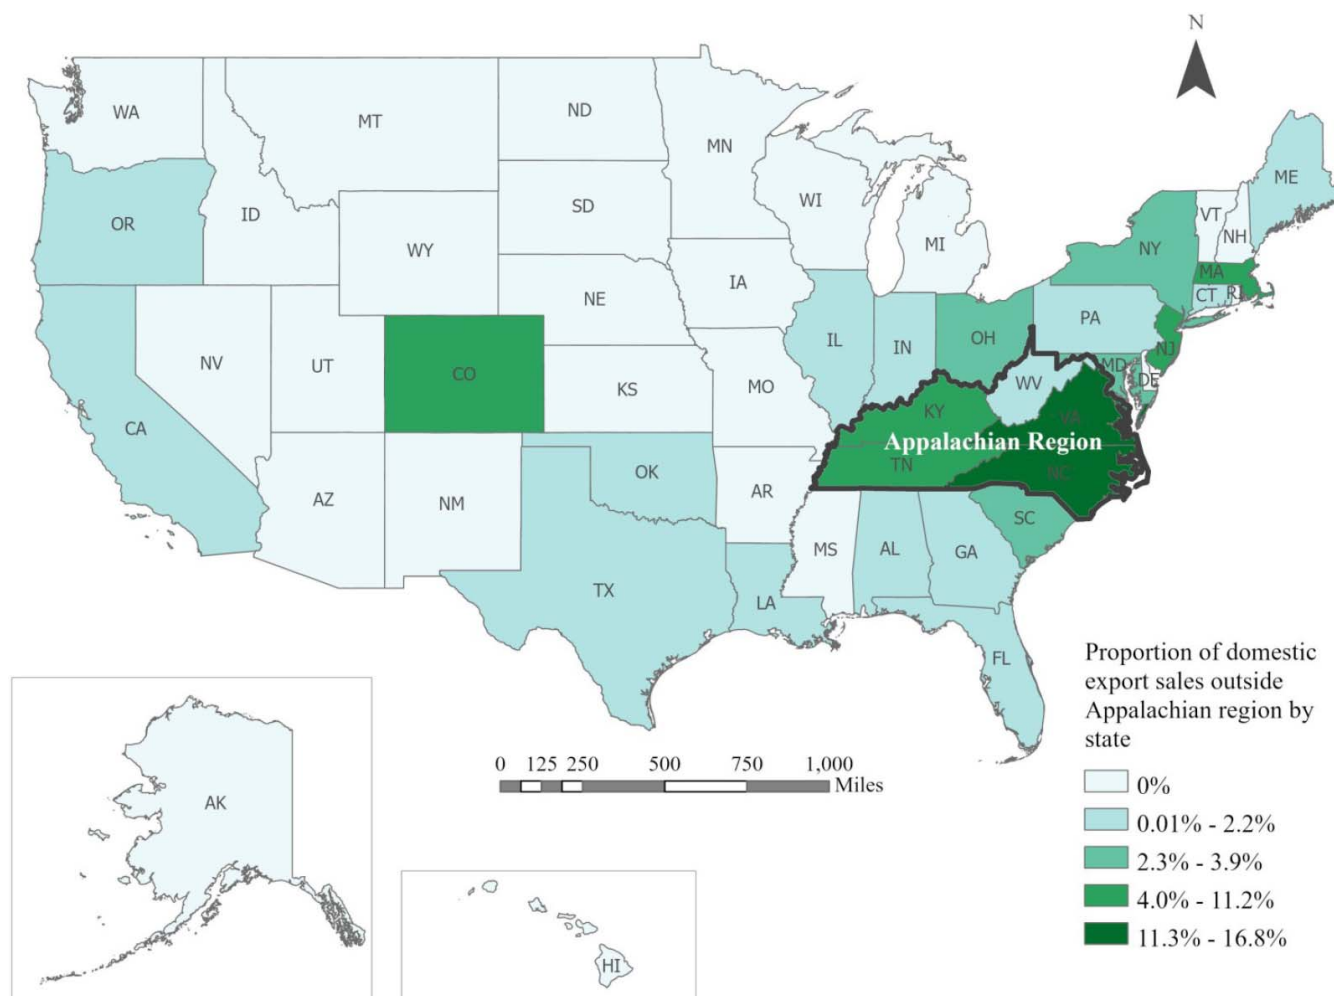 N
WA
MT
ND
MN
ME
OR
ID
SD
WI
VT
NH
WY
MI
NY
MA
IA
CT
RI
NE
PA
NV
UT
IL
IN
OH
NJ
CO
MD
DE
KS
MO
WV
CA
KY
VA
Appalachian Region
TN
NC
OK
AZ
NM
AR
SC
MS
AL
GA
TX
LA
FL
Proportion of domestic
export sales outside
Appalachian region by
state
0%
0.01% - 2.2%
2.3% - 3.9%
4.0% - 11.2%
11.3% - 16.8%
0 125 250 500 750 1,000
Miles
AK
HI